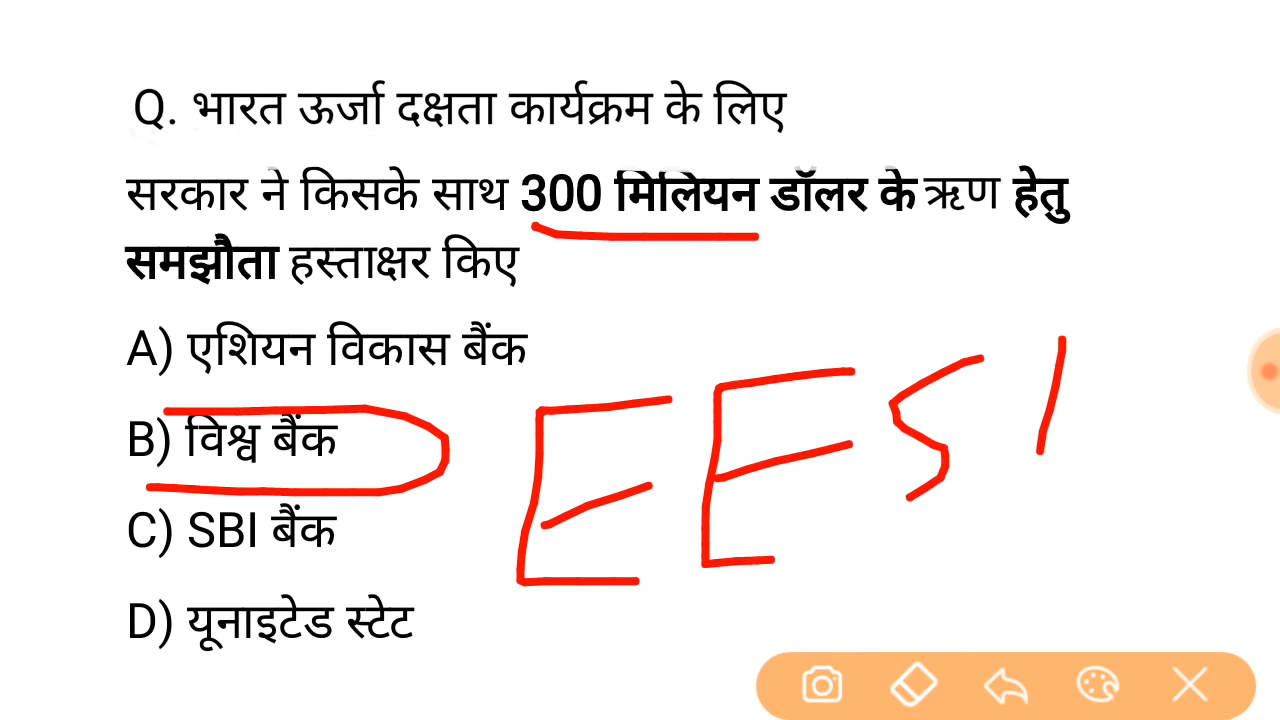 Q. भारत ऊर्जा दक्षता कार्यक्रम के लिए
सरकार ने किसके साथ 300 मिलियन डॉलर के ऋण हेतु
समझौता हस्ताक्षर किए
A) एशियन विकास बैंक
B) विश्व बैंक
C) SBI बैंक
D) यूनाइटेड स्टेट
EESI